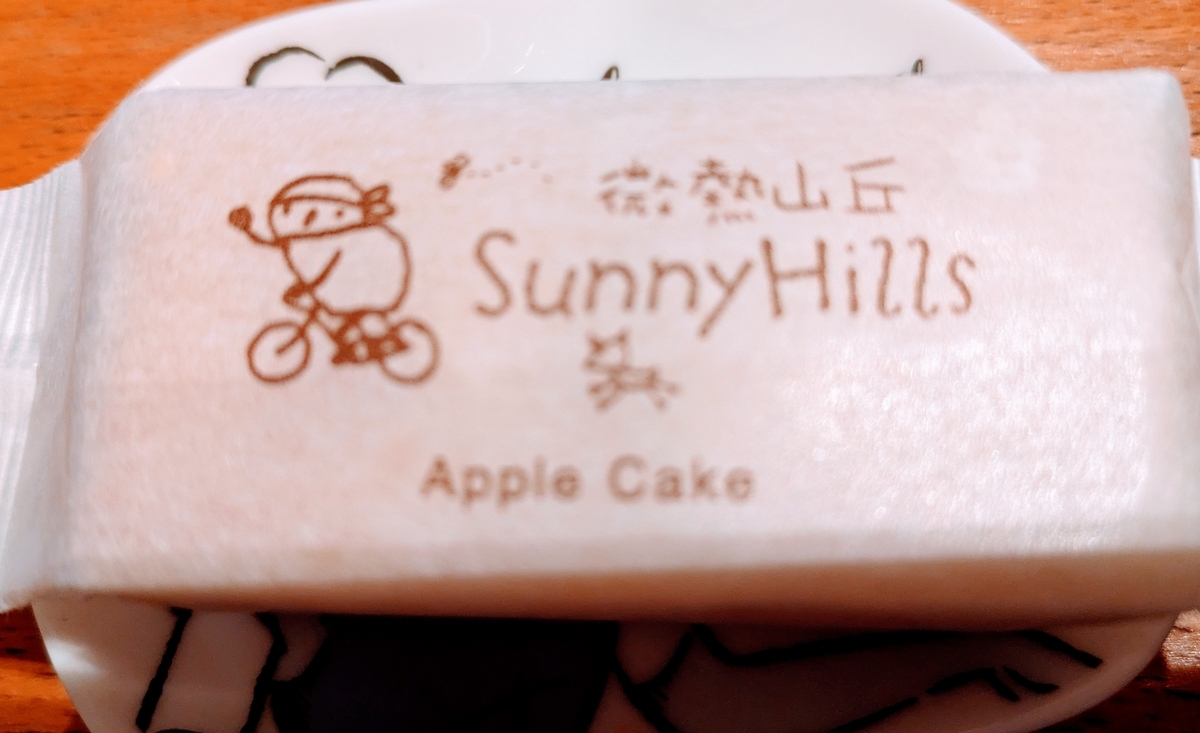 微熱山丘
SunnyHills
Apple Cake